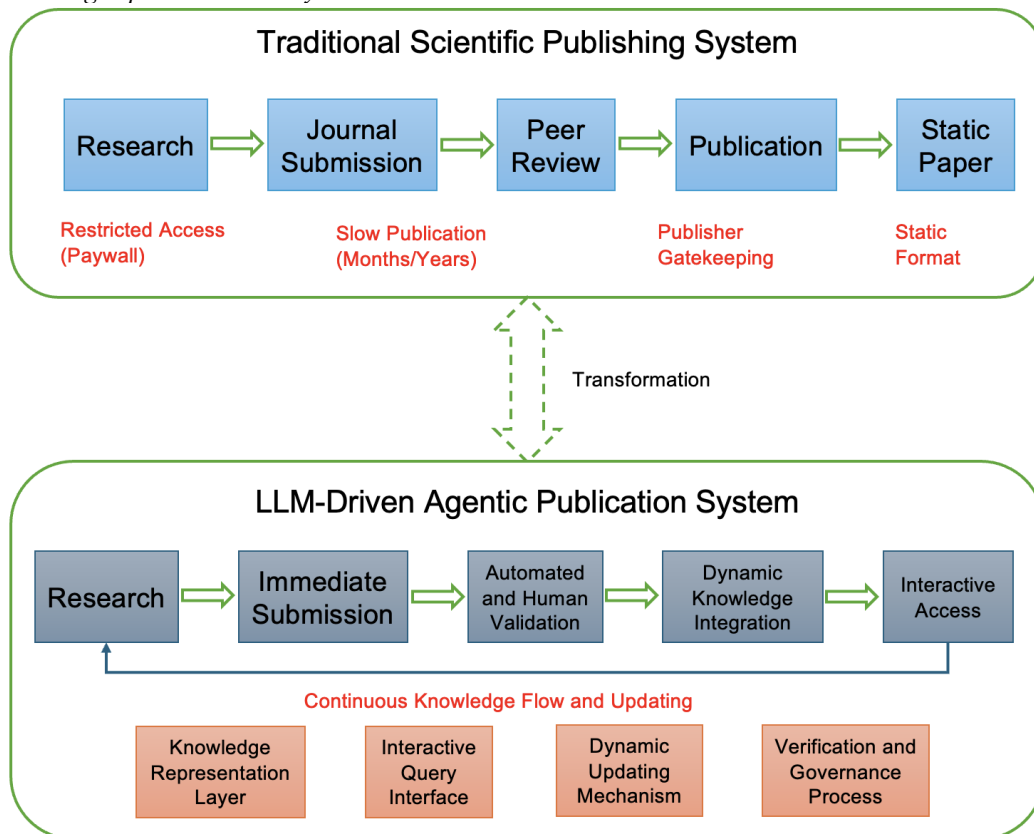 Traditional Scientific Publishing System
Research
Journal
Submission
Peer
Review
Publication
Static
Paper
Restricted Access
(Paywall)
Slow Publication
(Months/Years)
Publisher
Gatekeeping
Static
Format
Transformation
LLM-Driven Agentic Publication System
Research
Immediate
Submission
Automated
and Human
Validation
Dynamic
Knowledge
Integration
Interactive
Access
Continuous Knowledge Flow and Updating
Knowledge
Representation
Layer
Interactive
Query
Interface
Dynamic
Updating
Mechanism
Verification and
Governance
Process